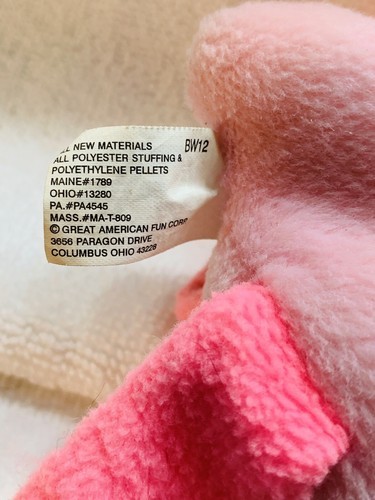 ALL NEW MATERIALS BW12
ALL POLYESTER STUFFING &
POLYETHYLENE PELLETS
MAINE#1789
OHIO#13280
PA.#PA4545
MASS.#MA-T-809
© GREAT AMERICAN FUN CORP
3656 PARAGON DRIVE
COLUMBUS OHIO 43228